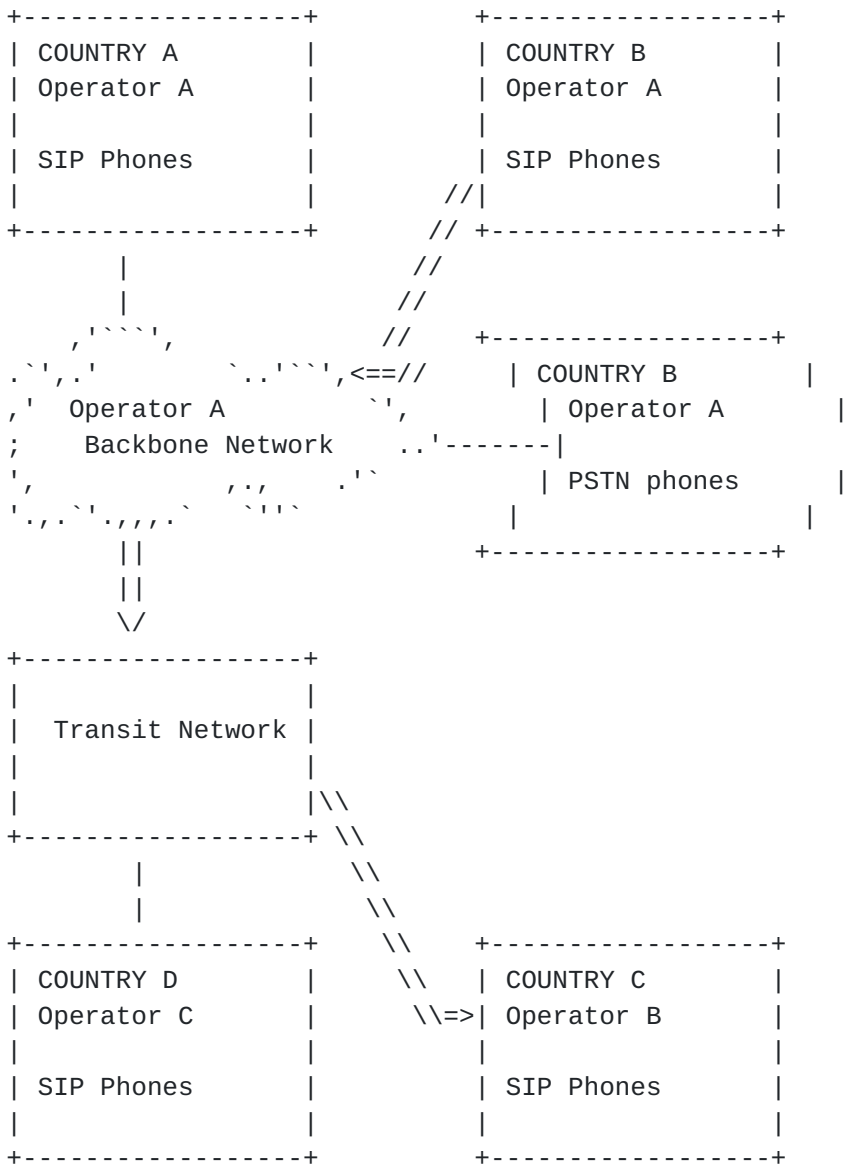 COUNTRY A
Operator A
SIP Phones
COUNTRY B
Operator A
SIP Phones
COUNTRY B
Operator A
PSTN phones
Operator A
Backbone Network
Transit Network
COUNTRY D
Operator C
SIP Phones
COUNTRY C
Operator B
SIP Phones